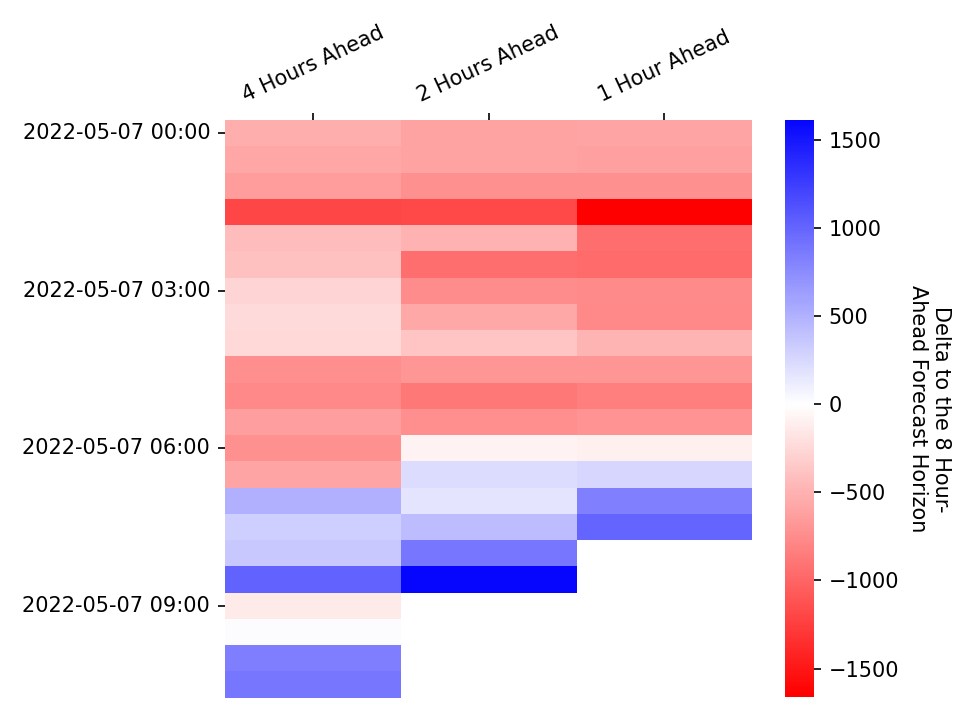 4 Hours Ahead
2 Hours Ahead
1 Hour Ahead
2022-05-07 00:00
2022-05-07 03:00
2022-05-07 06:00
2022-05-07 09:00
1500
1000
500
0
−500
−1000
−1500
Delta to the 8 Hour-
Ahead Forecast Horizon